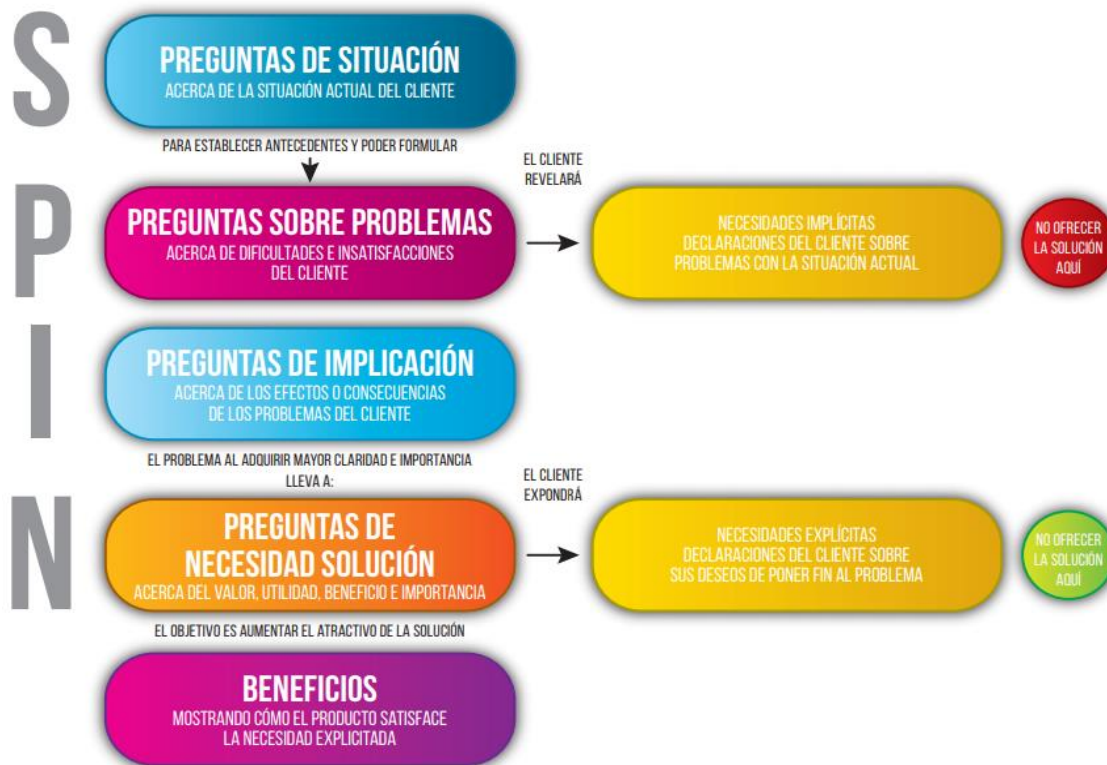 S
PREGUNTAS DE SITUACIÓN
ACERCA DE LA SITUACIÓN ACTUAL DEL CLIENTE
PARA ESTABLECER ANTECEDENTES Y PODER FORMULAR
P
PREGUNTAS SOBRE PROBLEMAS
ACERCA DE DIFICULTADES E INSATISFACCIONES
DEL CLIENTE
EL CLIENTE
REVELARÁ
NECESIDADES IMPLÍCITAS
DECLARACIONES DEL CLIENTE SOBRE
PROBLEMAS CON LA SITUACIÓN ACTUAL
NO OFRECER
LA SOLUCIÓN
AQUÍ
I
PREGUNTAS DE IMPLICACIÓN
ACERCA DE LOS EFECTOS O CONSECUENCIAS
DE LOS PROBLEMAS DEL CLIENTE
EL PROBLEMA AL ADQUIRIR MAYOR CLARIDAD E IMPORTANCIA
LLEVA A:
N
PREGUNTAS DE
NECESIDAD SOLUCIÓN
ACERCA DEL VALOR, UTILIDAD, BENEFICIO E IMPORTANCIA
EL CLIENTE
EXPONDRÁ
NECESIDADES EXPLÍCITAS
DECLARACIONES DEL CLIENTE SOBRE
SUS DESEOS DE PONER FIN AL PROBLEMA
NO OFRECER
LA SOLUCIÓN
AQUÍ
EL OBJETIVO ES AUMENTAR EL ATRACTIVO DE LA SOLUCIÓN
BENEFICIOS
MOSTRANDO CÓMO EL PRODUCTO SATISFACE
LA NECESIDAD EXPLICITADA